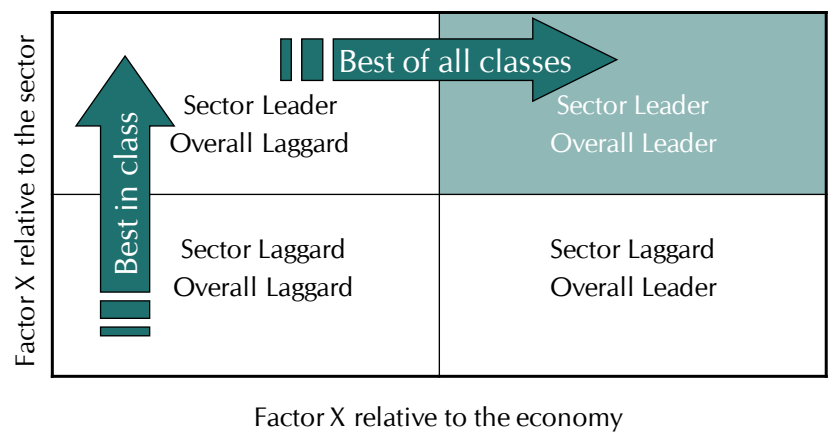 Factor X relative to the sector
Best in class
Best of all classes
Sector Leader
Overall Laggard
Sector Leader
Overall Leader
Sector Laggard
Overall Laggard
Sector Laggard
Overall Leader
Factor X relative to the economy